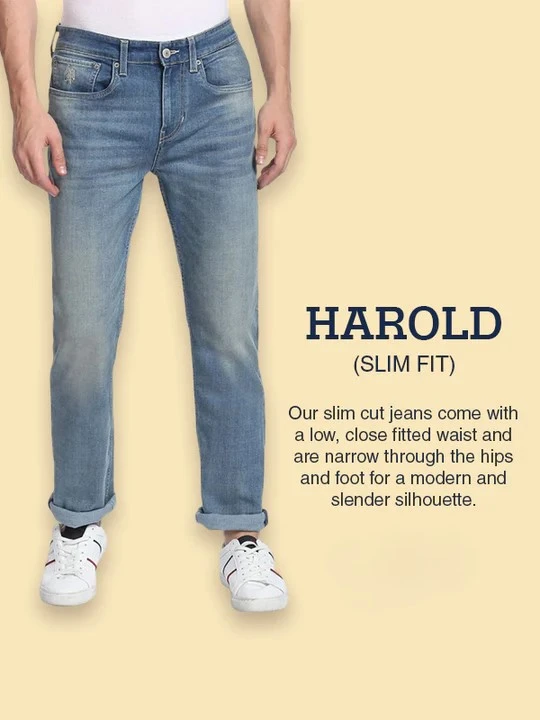 HAROLD
(SLIM FIT)
Our slim cut jeans come with
a low, close fitted waist and
are narrow through the hips
and foot for a modern and
slender silhouette.